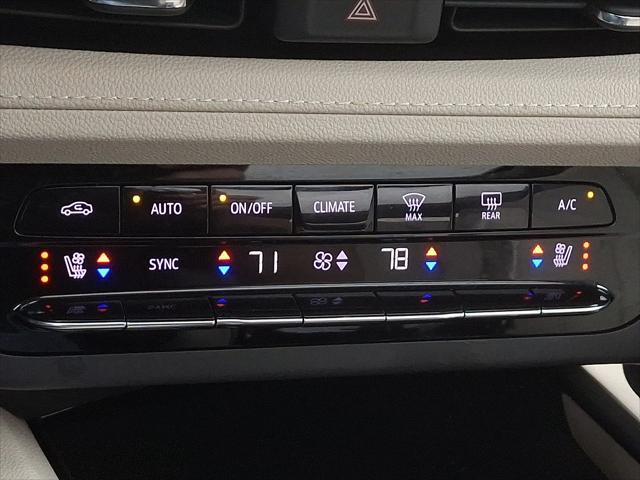 AUTO ON/OFF CLIMATE MAX REAR A/C
SYNC 71 78